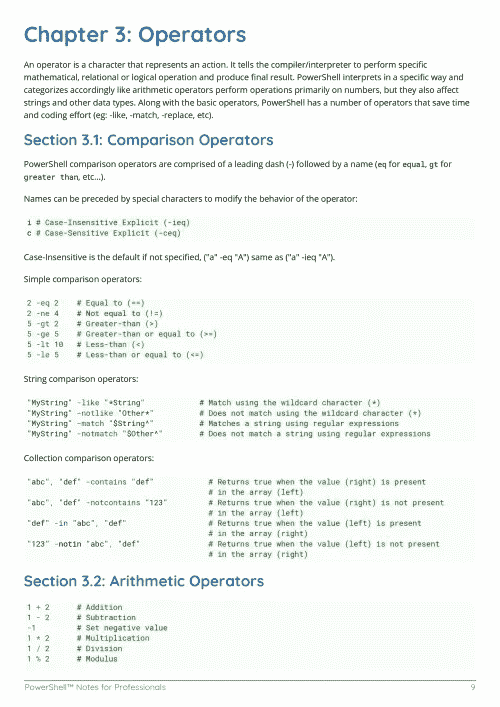 Chapter 3: Operators
An operator is a character that represents an action. It tells the compiler/interpreter to perform specific
mathematical, relational or logical operation and produce final result. PowerShell interprets in a specific way and
categorizes accordingly like arithmetic operators perform operations primarily on numbers, but they also affect
strings and other data types. Along with the basic operators, PowerShell has a number of operators that save time
and coding effort (eg: -like, -match, -replace, etc).
Section 3.1: Comparison Operators
PowerShell comparison operators are comprised of a leading dash (-) followed by a name (eq for equal, gt for
greater than, etc...).
Names can be preceded by special characters to modify the behavior of the operator:
i # Case-Insensitive Explicit (-ieq)
c # Case-Sensitive Explicit (-ceq)
Case-Insensitive is the default if not specified, ("a" -eq "A") same as ("a" -ieq "A").
Simple comparison operators:
2 -eq 2 # Equal to (==)
2 -ne 4 # Not equal to (!=)
5 -gt 2 # Greater-than (>)
5 -ge 5 # Greater-than or equal to (>=)
5 -lt 10 # Less-than (<)
5 -le 5 # Less-than or equal to (<=)
String comparison operators:
"MyString" -like "*String" # Match using the wildcard character (*)
"MyString" -notlike "Other*" # Does not match using the wildcard character (*)
"MyString" -match "$String^" # Matches a string using regular expressions
"MyString" -notmatch "$Other^" # Does not match a string using regular expressions
Collection comparison operators:
"abc", "def" -contains "def" # Returns true when the value (right) is present
# in the array (left)
"abc", "def" -notcontains "123" # Returns true when the value (right) is not present
# in the array (left)
"def" -in "abc", "def" # Returns true when the value (left) is present
# in the array (right)
"123" -notin "abc", "def" # Returns true when the value (left) is not present
# in the array (right)
Section 3.2: Arithmetic Operators
1 + 2 # Addition
1 - 2 # Subtraction
-1 # Set negative value
1 * 2 # Multiplication
1 / 2 # Division
1 % 2 # Modulus
PowerShell™ Notes for Professionals 9